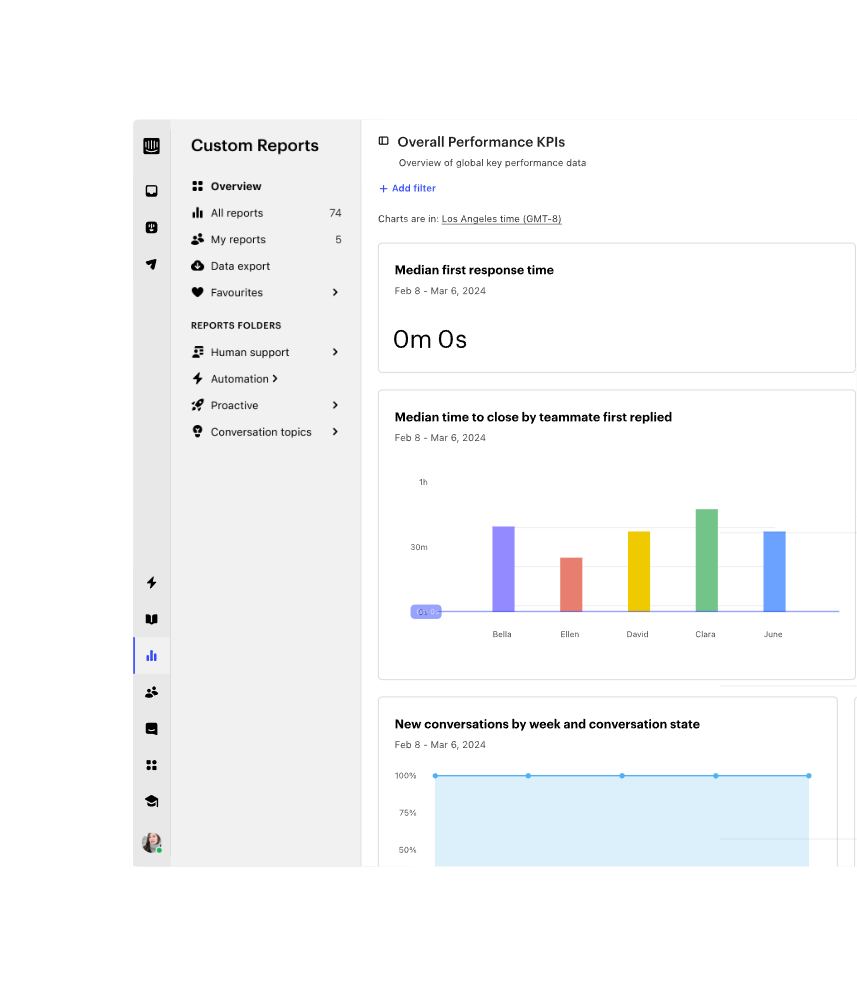 Custom Reports
Overview
All reports 74
My reports 5
Data export
Favourites
REPORTS FOLDERS
Human support
Automation
Proactive
Conversation topics
Overall Performance KPIs
Overview of global key performance data
+ Add filter
Charts are in: Los Angeles time (GMT-8)
Median first response time
Feb 8 - Mar 6, 2024
0m 0s
Median time to close by teammate first replied
Feb 8 - Mar 6, 2024
1h
30m
Bella Ellen David Clara June
New conversations by week and conversation state
Feb 8 - Mar 6, 2024
100%
75%
50%